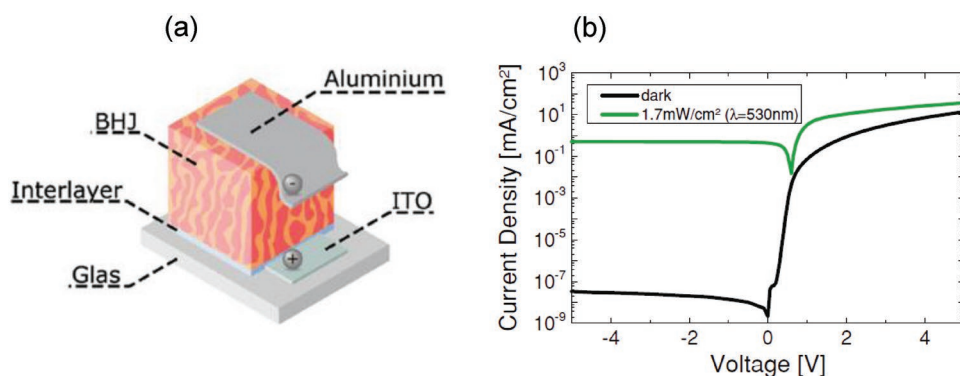 (a)
Aluminium
BHJ
Interlayer
ITO
Glas
-
+
(b)
Current Density [mA/cm²]
10³
10¹
10⁻¹
10⁻³
10⁻⁵
10⁻⁷
10⁻⁹
dark
1.7mW/cm² (λ=530nm)
-4 -2 0 2 4
Voltage [V]